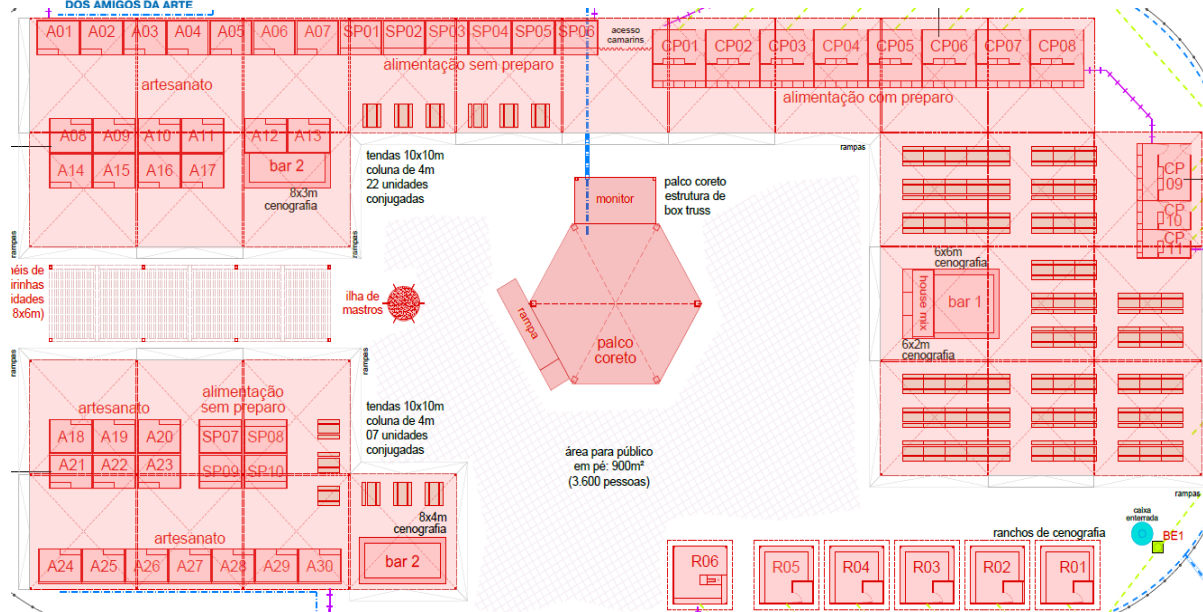 DOS AMIGOS DA ARTE
A01 A02 A03 A04 A05 A06 A07 SP01 SP02 SP03 SP04 SP05 SP06
acesso
camarins
CP01 CP02 CP03 CP04 CP05 CP06 CP07 CP08
artesanato
alimentação sem preparo
alimentação com preparo
A08 A09 A10 A11 A12 A13
A14 A15 A16 A17
bar 2
8x3m
cenografia
tendas 10x10m
coluna de 4m
22 unidades
conjugadas
monitor
palco coreto
estrutura de
box truss
rampas
CP
09
CP
10
CP
11
rampas
rampas
6x6m
cenografia
house mix
bar 1
6x2m
cenografia
néis de
irinhas
idades
8x6m)
ilha de
mastros
rampa
palco
coreto
rampas
rampas
artesanato
alimentação
sem preparo
A18 A19 A20 SP07 SP08
A21 A22 A23 SP09 SP10
tendas 10x10m
coluna de 4m
07 unidades
conjugadas
área para público
em pé: 900m²
(3.600 pessoas)
rampas
8x4m
cenografia
artesanato
A24 A25 A26 A27 A28 A29 A30
bar 2
ranchos de cenografia
caixa
enterrada
BE1
R06 R05 R04 R03 R02 R01